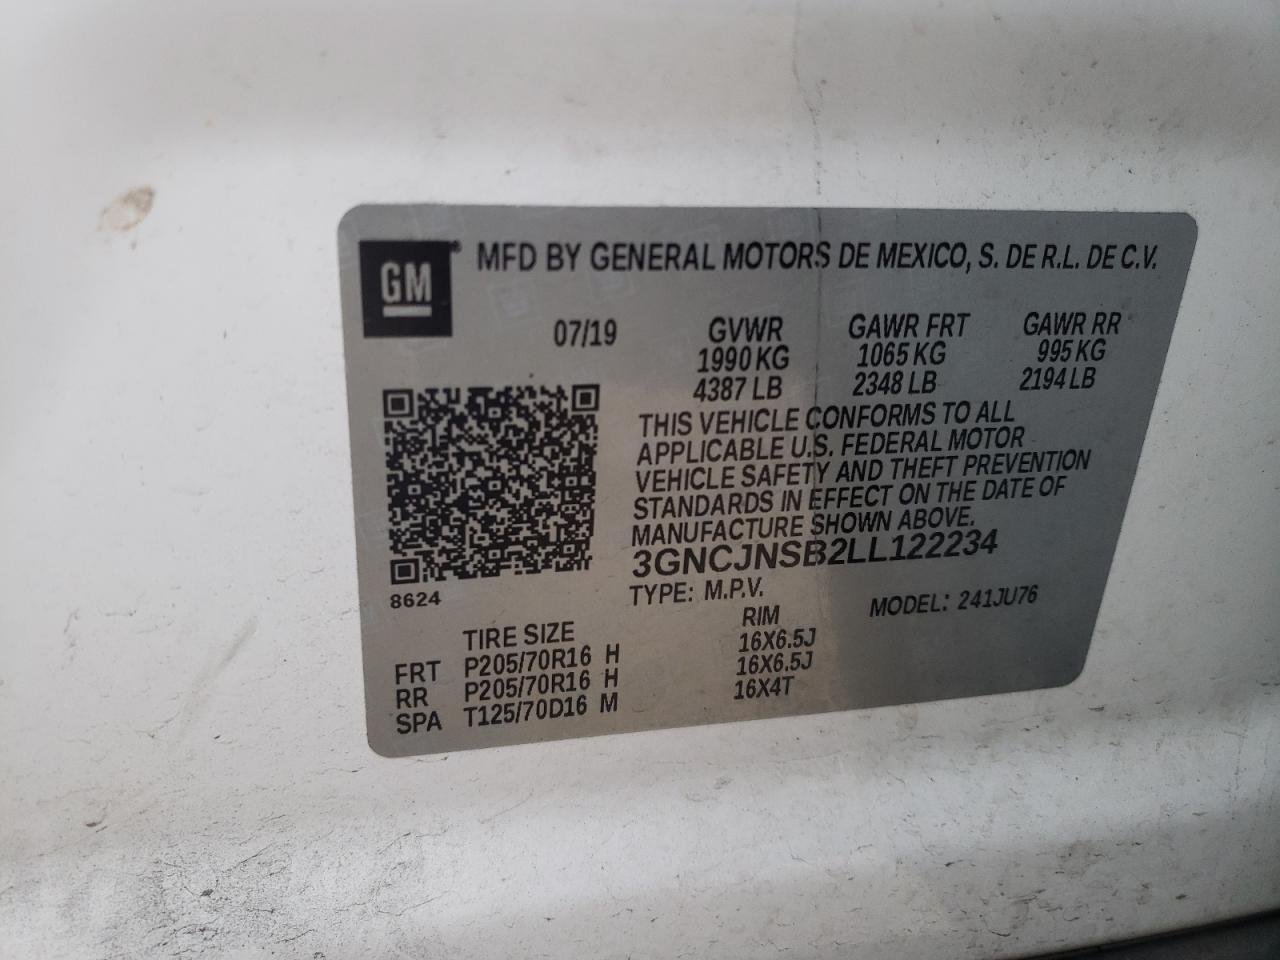 GM® MFD BY GENERAL MOTORS DE MEXICO, S. DE R.L. DE C.V.
07/19 GVWR GAWR FRT GAWR RR
1990 KG 1065 KG 995 KG
4387 LB 2348 LB 2194 LB
THIS VEHICLE CONFORMS TO ALL
APPLICABLE U.S. FEDERAL MOTOR
VEHICLE SAFETY AND THEFT PREVENTION
STANDARDS IN EFFECT ON THE DATE OF
MANUFACTURE SHOWN ABOVE.
3GNCJNSB2LL122234
8624
TYPE: M.P.V. MODEL: 241JU76
TIRE SIZE RIM
FRT P205/70R16 H 16X6.5J
RR P205/70R16 H 16X6.5J
SPA T125/70D16 M 16X4T